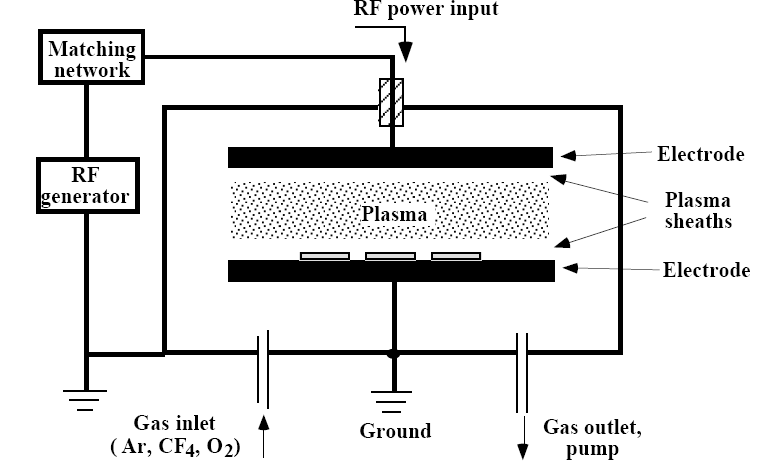 RF power input
Matching
network
Electrode
RF
generator
Plasma
Plasma
sheaths
Electrode
Gas inlet
( Ar, CF4, O2)
Ground
Gas outlet,
pump